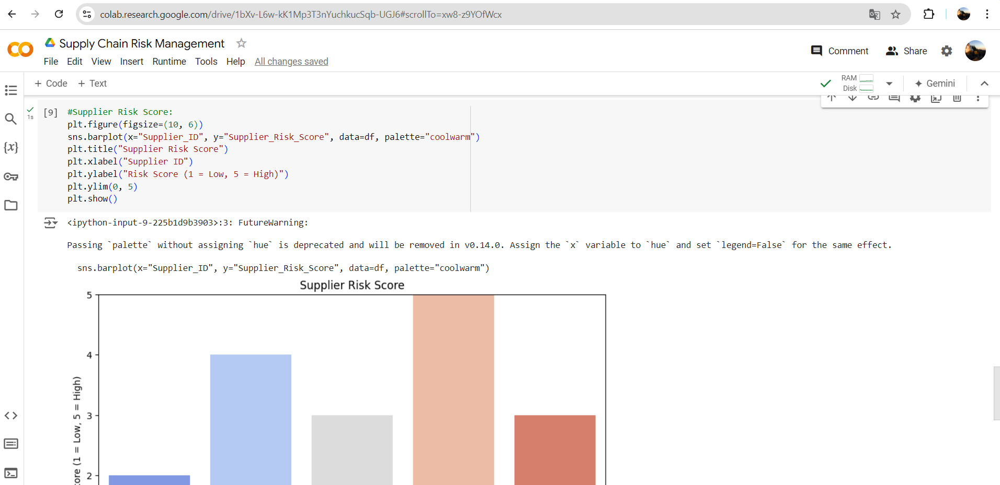 colab.research.google.com/drive/1bXv-L6w-kK1Mp3T3nYuchkucSqb-UGJ6#scrollTo=xw8-z9YOfWcx
Supply Chain Risk Management
File Edit View Insert Runtime Tools Help All changes saved
Comment Share
+ Code + Text
RAM
Disk
Gemini
1s
[9] #Supplier Risk Score:
plt.figure(figsize=(10, 6))
sns.barplot(x="Supplier_ID", y="Supplier_Risk_Score", data=df, palette="coolwarm")
plt.title("Supplier Risk Score")
plt.xlabel("Supplier ID")
plt.ylabel("Risk Score (1 = Low, 5 = High)")
plt.ylim(0, 5)
plt.show()
<ipython-input-9-225b1d9b3903>:3: FutureWarning:
Passing `palette` without assigning `hue` is deprecated and will be removed in v0.14.0. Assign the `x` variable to `hue` and set `legend=False` for the same effect.
sns.barplot(x="Supplier_ID", y="Supplier_Risk_Score", data=df, palette="coolwarm")
Supplier Risk Score
5
4
3
2
core (1 = Low, 5 = High)